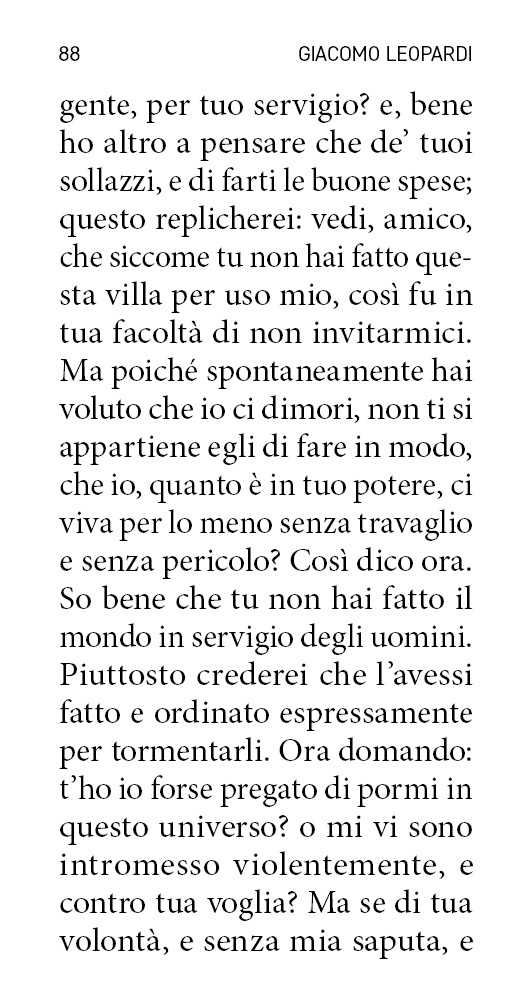 88 GIACOMO LEOPARDI
gente, per tuo servigio? e, bene
ho altro a pensare che de’ tuoi
sollazzi, e di farti le buone spese;
questo replicherei: vedi, amico,
che siccome tu non hai fatto que-
sta villa per uso mio, così fu in
tua facoltà di non invitarmici.
Ma poiché spontaneamente hai
voluto che io ci dimori, non ti si
appartiene egli di fare in modo,
che io, quanto è in tuo potere, ci
viva per lo meno senza travaglio
e senza pericolo? Così dico ora.
So bene che tu non hai fatto il
mondo in servigio degli uomini.
Piuttosto crederei che l’avessi
fatto e ordinato espressamente
per tormentarli. Ora domando:
t’ho io forse pregato di pormi in
questo universo? o mi vi sono
intromesso violentemente, e
contro tua voglia? Ma se di tua
volontà, e senza mia saputa, e